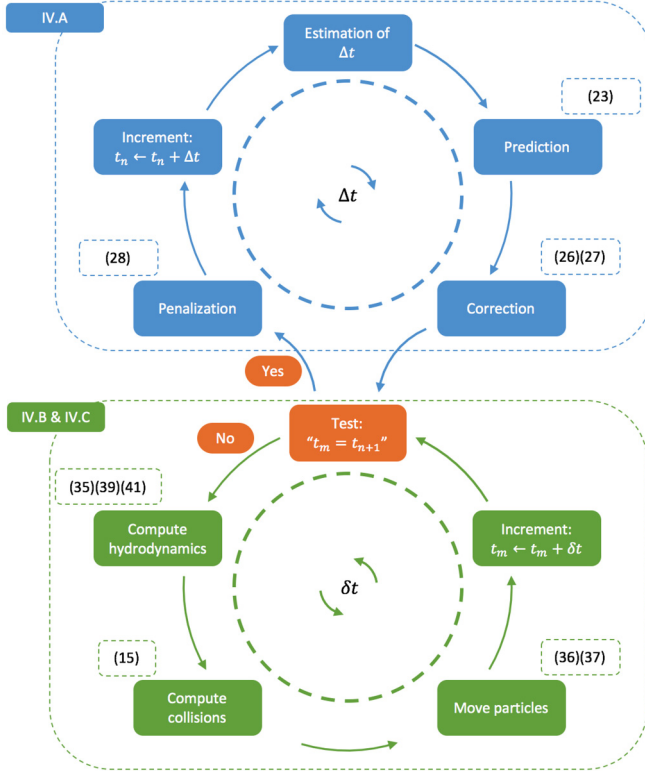 IV.A
Estimation of
Δt
(23)
Increment:
t_n ← t_n + Δt
Prediction
Δt
(28)
(26)(27)
Penalization
Correction
Yes
IV.B & IV.C
No
Test:
“t_m = t_{n+1}”
(35)(39)(41)
Compute
hydrodynamics
Increment:
t_m ← t_m + δt
δt
(15)
(36)(37)
Compute
collisions
Move particles